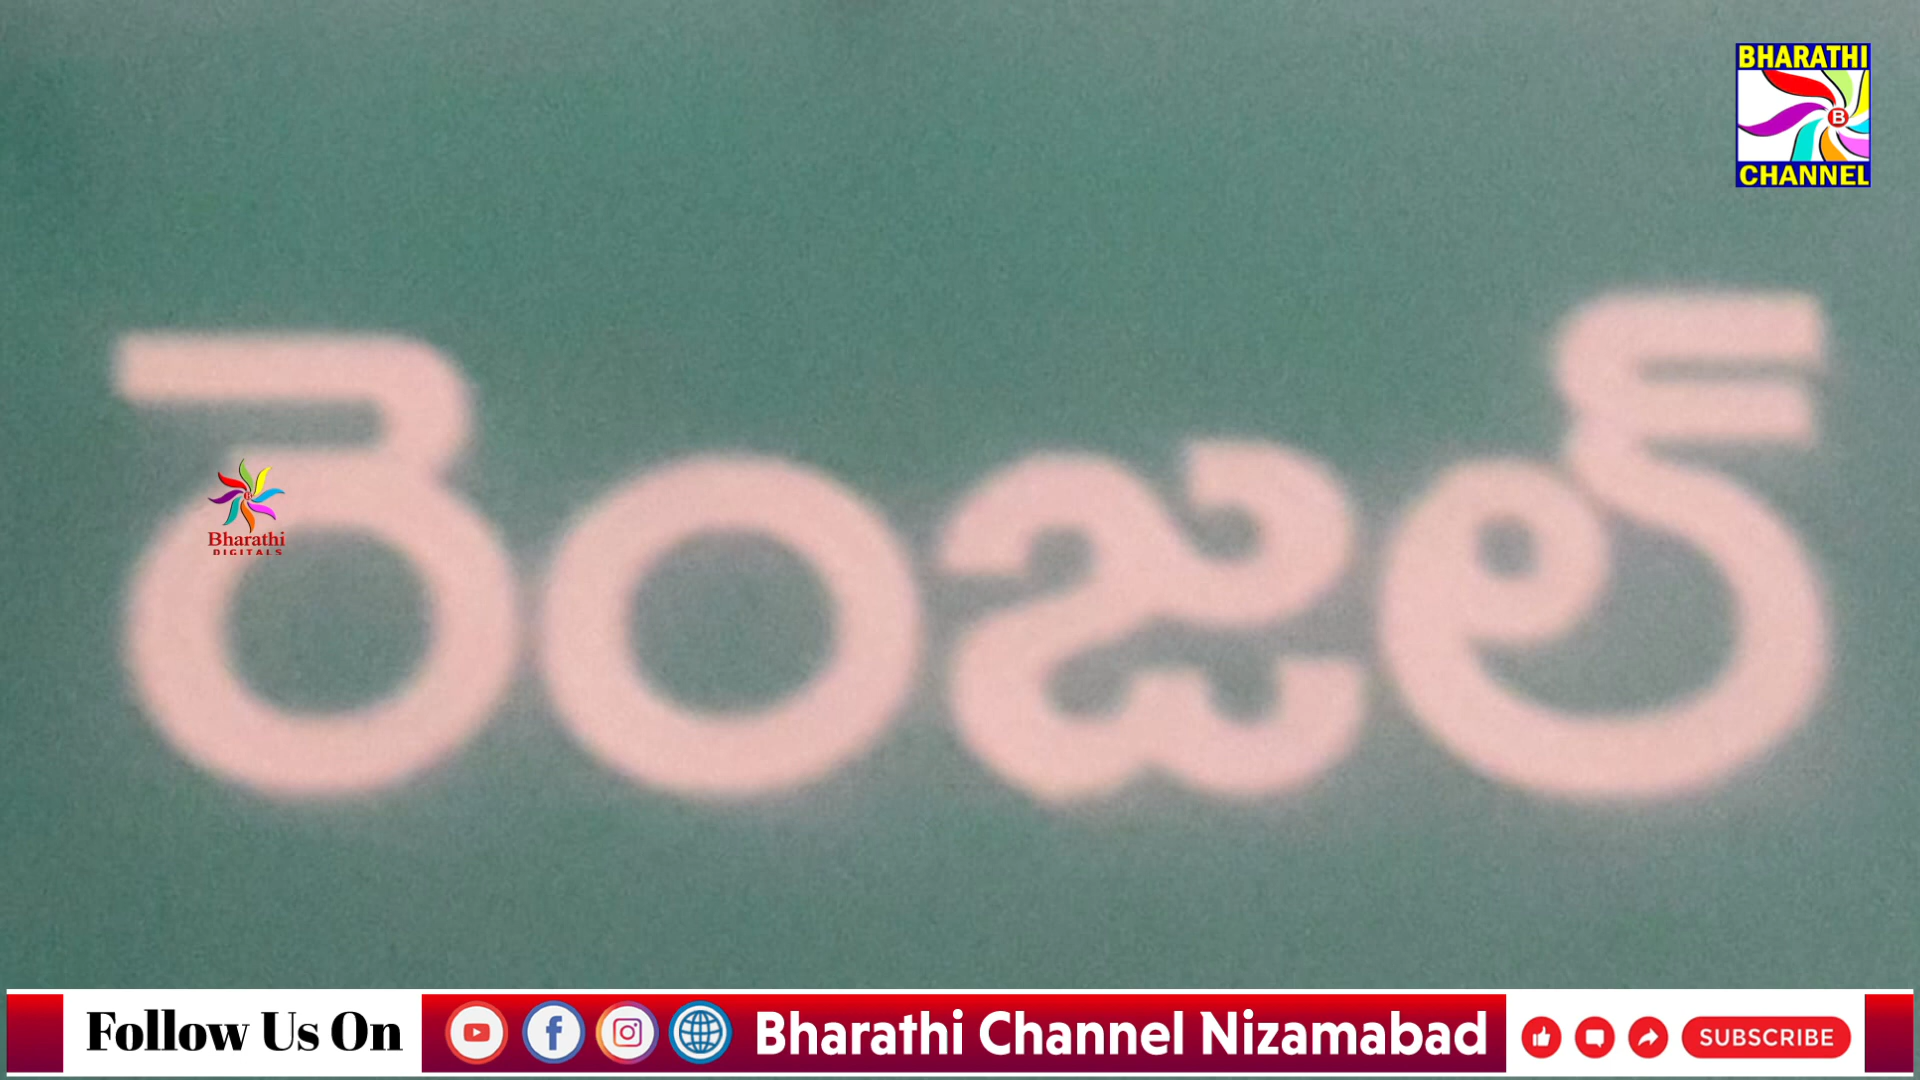 BHARATHI
CHANNEL
రెంజల్
Bharathi
DIGITALS
Follow Us On
Bharathi Channel Nizamabad
SUBSCRIBE